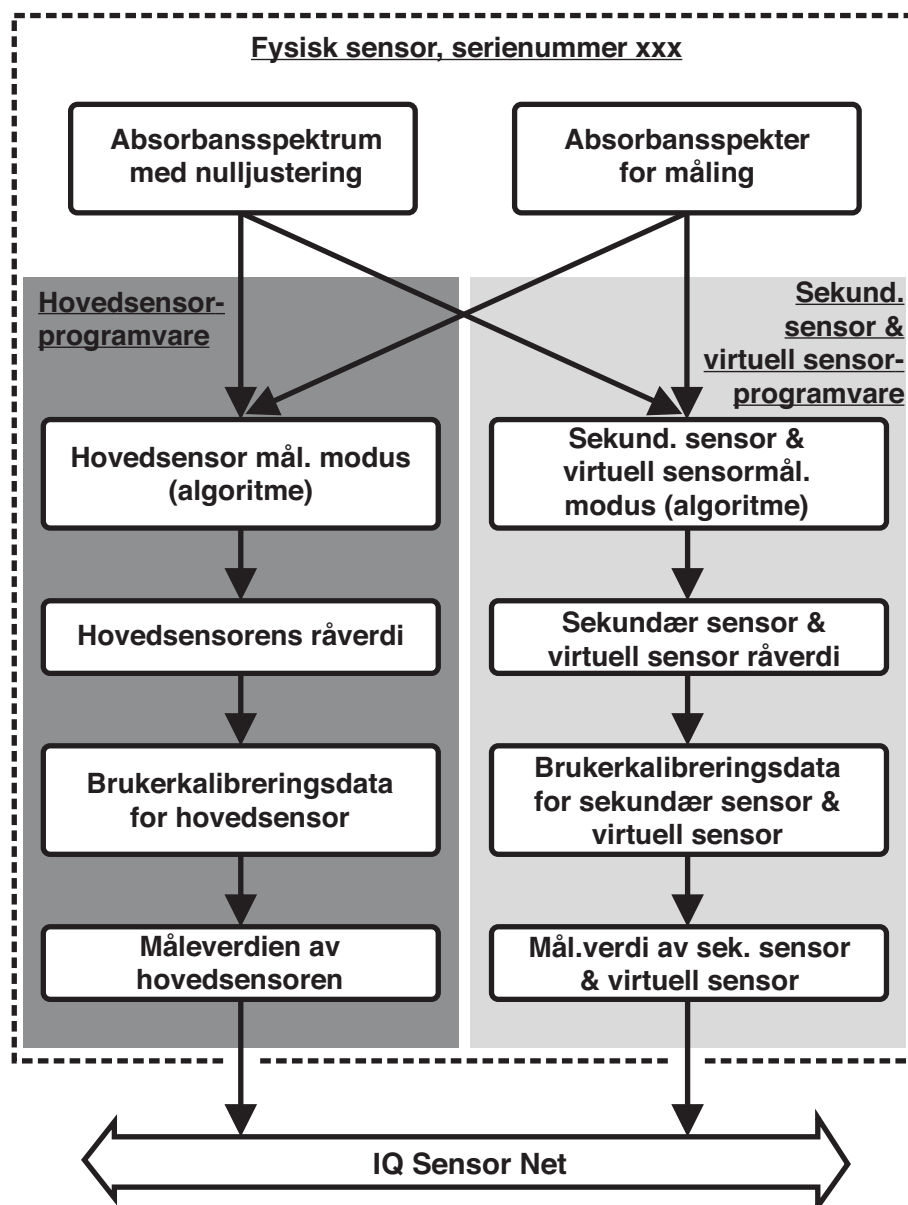 Fysisk sensor, serienummer xxx
Absorbansspektrum
med nulljustering
Absorbansspekter
for måling
Hovedsensor-
programvare
Sekund.
sensor &
virtuell sensor-
programvare
Hovedsensor mål. modus
(algoritme)
Sekund. sensor &
virtuell sensormål.
modus (algoritme)
Hovedsensorens råverdi
Sekundær sensor &
virtuell sensor råverdi
Brukerkalibreringsdata
for hovedsensor
Brukerkalibreringsdata
for sekundær sensor &
virtuell sensor
Måleverdien av
hovedsensoren
Mål.verdi av sek. sensor
& virtuell sensor
IQ Sensor Net